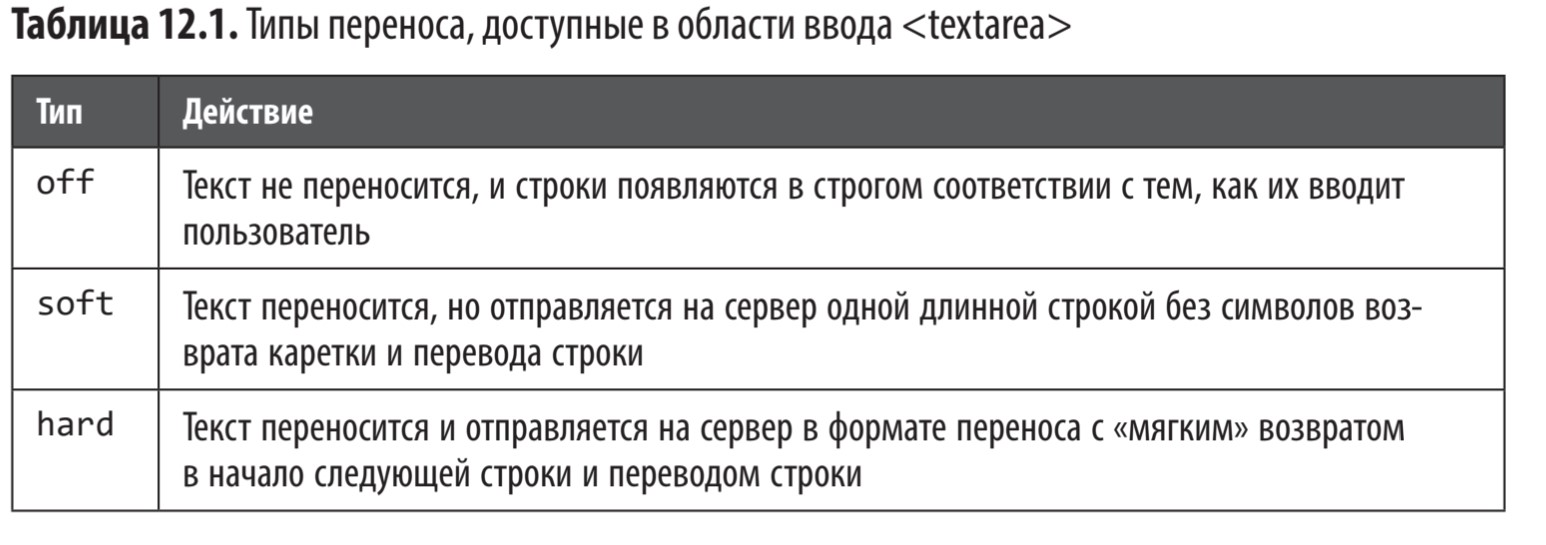 Таблица 12.1. Типы переноса, доступные в области ввода <textarea>
Тип Действие
off Текст не переносится, и строки появляются в строгом соответствии с тем, как их вводит
пользователь
soft Текст переносится, но отправляется на сервер одной длинной строкой без символов воз-
врата каретки и перевода строки
hard Текст переносится и отправляется на сервер в формате переноса с «мягким» возвратом
в начало следующей строки и переводом строки